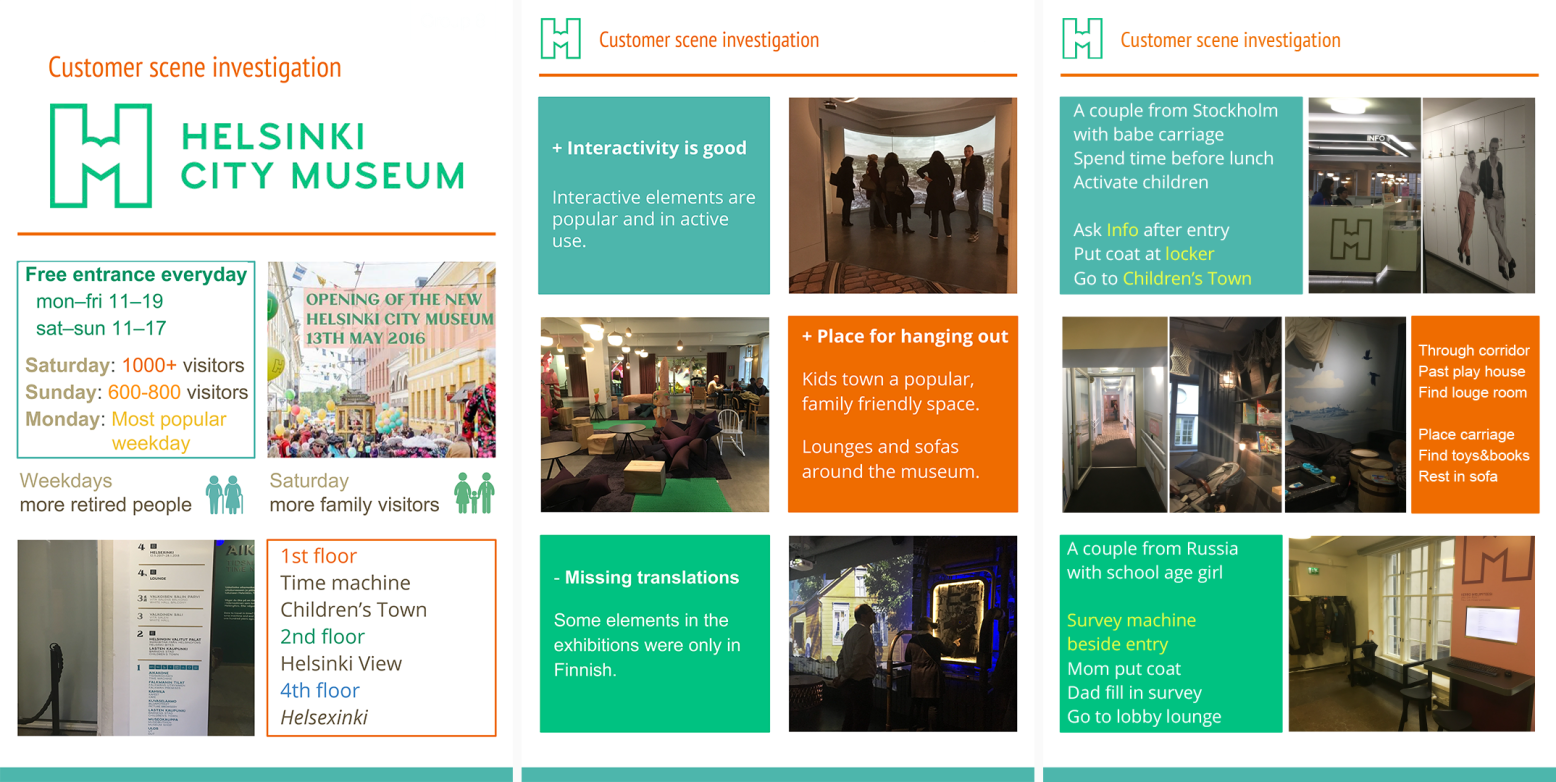 Customer scene investigation
HELSINKI
CITY MUSEUM
Free entrance everyday
mon–fri 11–19
sat–sun 11–17
Saturday: 1000+ visitors
Sunday: 600-800 visitors
Monday: Most popular
weekday
OPENING OF THE NEW
HELSINKI CITY MUSEUM
13TH MAY 2016
Weekdays
more retired people
Saturday
more family visitors
4
HELSINKI
4
LOUNGE
3
3
2
HELSINGIN VALITUT PALAT
LASTEN KAUPUNKI
1
AIKAKONE
1st floor
Time machine
Children's Town
2nd floor
Helsinki View
4th floor
Helsexinki
Customer scene investigation
+ Interactivity is good
Interactive elements are
popular and in active
use.
+ Place for hanging out
Kids town a popular,
family friendly space.
Lounges and sofas
around the museum.
- Missing translations
Some elements in the
exhibitions were only in
Finnish.
Customer scene investigation
A couple from Stockholm
with babe carriage
Spend time before lunch
Activate children
Ask Info after entry
Put coat at locker
Go to Children's Town
INFO
Through corridor
Past play house
Find louge room
Place carriage
Find toys&books
Rest in sofa
A couple from Russia
with school age girl
Survey machine
beside entry
Mom put coat
Dad fill in survey
Go to lobby lounge